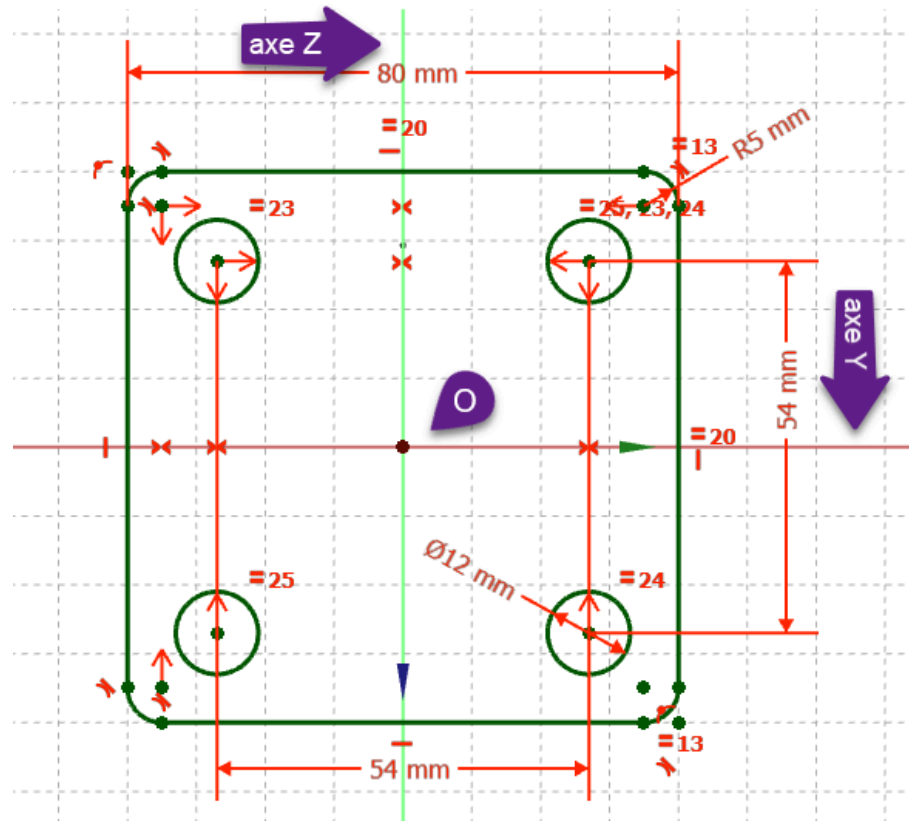 axe Z
80 mm
=20
=13
R5 mm
=23
=25, 23, 24
axe Y
54 mm
O
=20
Ø12 mm
=25
=24
=13
54 mm